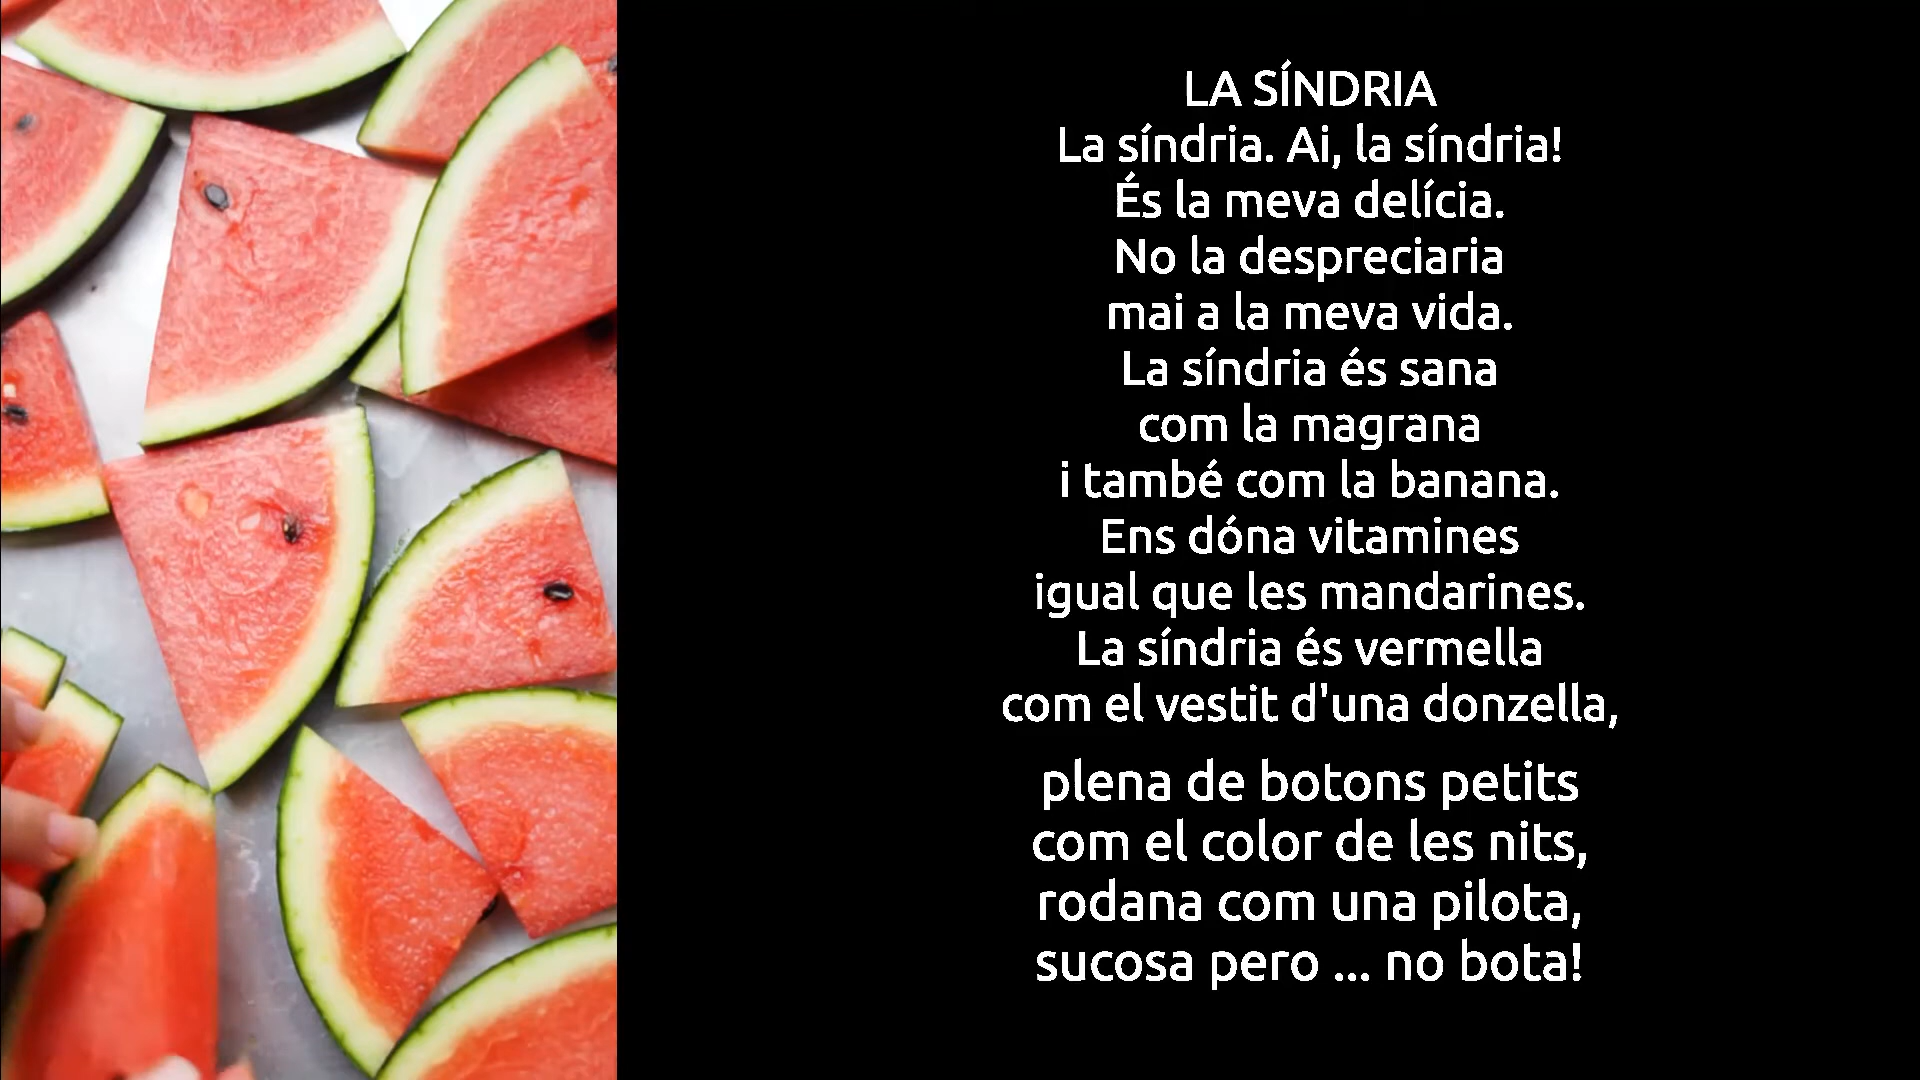 LA SÍNDRIA
La síndria. Ai, la síndria!
És la meva delícia.
No la despreciaria
mai a la meva vida.
La síndria és sana
com la magrana
i també com la banana.
Ens dóna vitamines
igual que les mandarines.
La síndria és vermella
com el vestit d'una donzella,
plena de botons petits
com el color de les nits,
rodana com una pilota,
sucosa pero ... no bota!